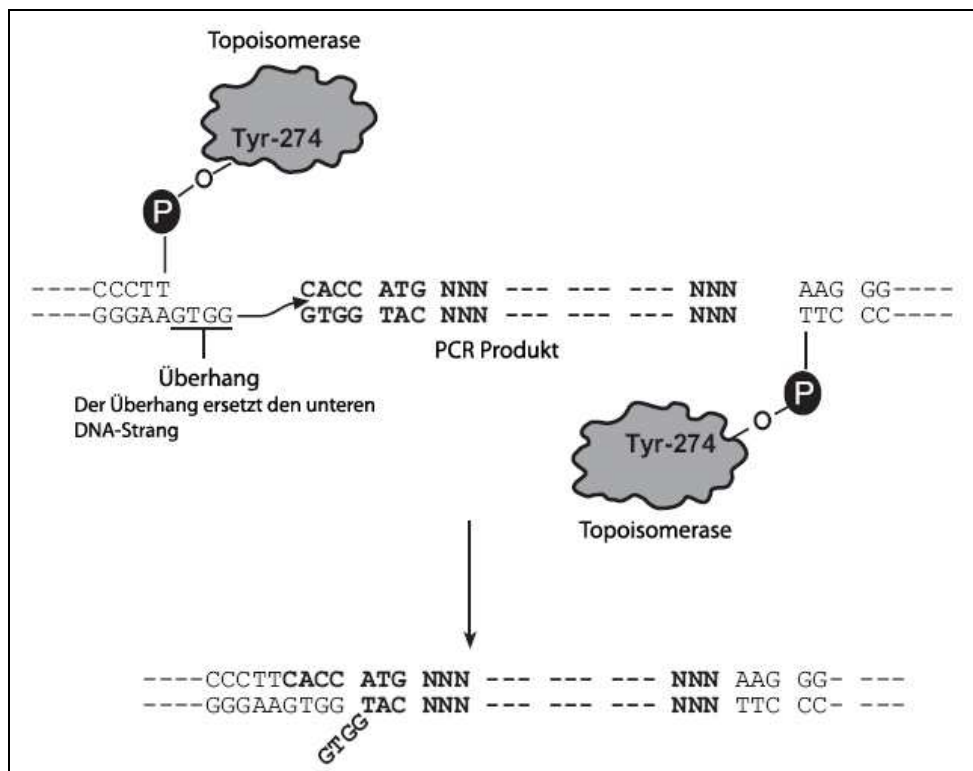 Topoisomerase
Tyr-274
O
P
----CCCTT CACC ATG NNN --- --- --- --- NNN AAG GG----
----GGGAAGTGG GTGG TAC NNN --- --- --- --- NNN TTC CC----
PCR Produkt
Überhang
Der Überhang ersetzt den unteren
DNA-Strang
P
O
Tyr-274
Topoisomerase
----CCCTTCACC ATG NNN --- --- --- --- NNN AAG GG- ---
----GGGAAGTGG TAC NNN --- --- --- --- NNN TTC CC- ---
GTGG